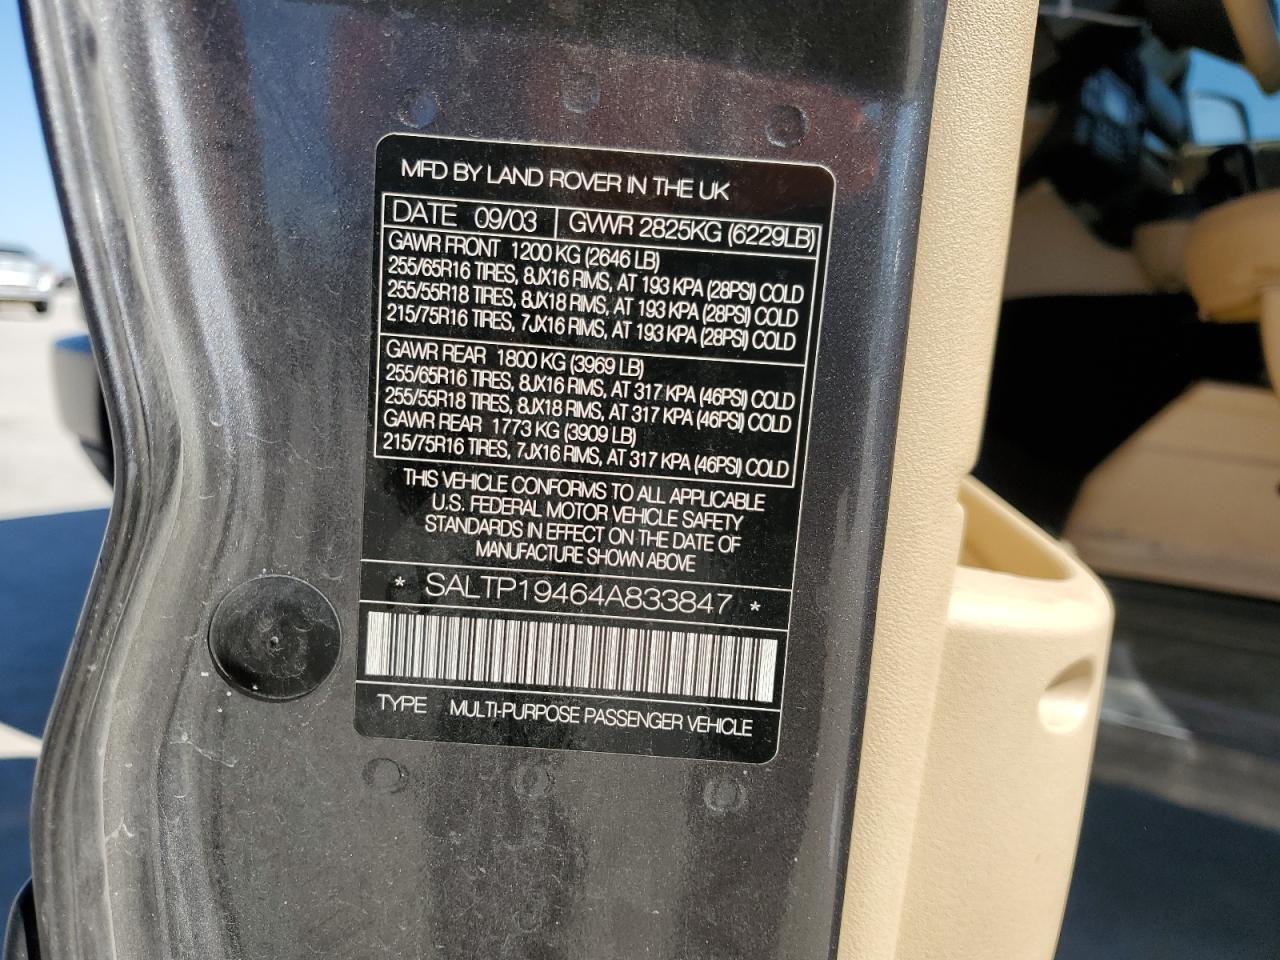 MFD BY LAND ROVER IN THE UK
DATE 09/03 GVWR 2825KG (6229LB)
GAWR FRONT 1200 KG (2646 LB)
255/65R16 TIRES, 8JX16 RIMS, AT 193 KPA (28PSI) COLD
255/55R18 TIRES, 8JX18 RIMS, AT 193 KPA (28PSI) COLD
215/75R16 TIRES, 7JX16 RIMS, AT 193 KPA (28PSI) COLD
GAWR REAR 1800 KG (3969 LB)
255/65R16 TIRES, 8JX16 RIMS, AT 317 KPA (46PSI) COLD
255/55R18 TIRES, 8JX18 RIMS, AT 317 KPA (46PSI) COLD
GAWR REAR 1773 KG (3909 LB)
215/75R16 TIRES, 7JX16 RIMS, AT 317 KPA (46PSI) COLD
THIS VEHICLE CONFORMS TO ALL APPLICABLE
U.S. FEDERAL MOTOR VEHICLE SAFETY
STANDARDS IN EFFECT ON THE DATE OF
MANUFACTURE SHOWN ABOVE
* SALTP19464A833847 *
TYPE MULTI-PURPOSE PASSENGER VEHICLE